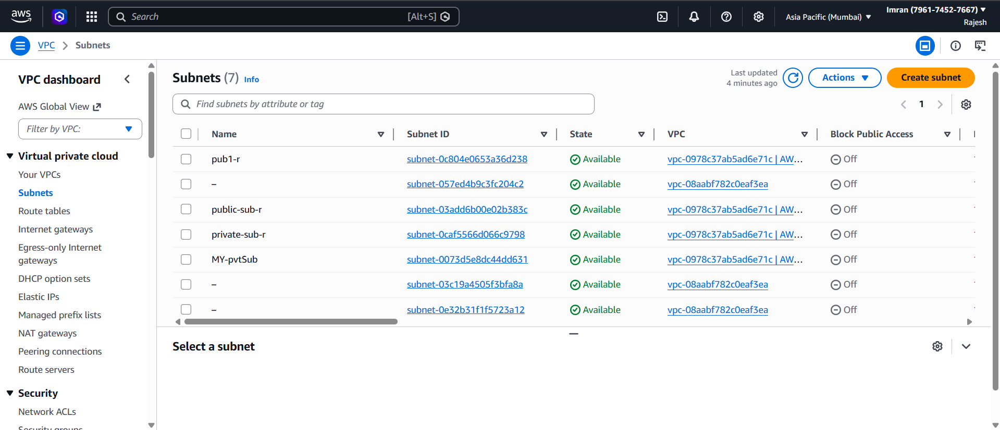 aws
Search [Alt+S]
Asia Pacific (Mumbai)
Imran (7961-7452-7667)
Rajesh
VPC Subnets
VPC dashboard
AWS Global View
Filter by VPC:
Virtual private cloud
Your VPCs
Subnets
Route tables
Internet gateways
Egress-only Internet
gateways
DHCP option sets
Elastic IPs
Managed prefix lists
NAT gateways
Peering connections
Route servers
Security
Network ACLs
Security groups
Subnets (7) Info
Last updated
4 minutes ago
Actions
Create subnet
Find subnets by attribute or tag
1
Name Subnet ID State VPC Block Public Access
pub1-r subnet-0c804e0653a36d238 Available vpc-0978c37ab5ad6e71c | AW... Off
– subnet-057ed4b9c3fc204c2 Available vpc-08aabf782c0eaf3ea Off
public-sub-r subnet-03add6b00e02b383c Available vpc-0978c37ab5ad6e71c | AW... Off
private-sub-r subnet-0caf5566d066c9798 Available vpc-0978c37ab5ad6e71c | AW... Off
MY-pvtSub subnet-0073d5e8dc44dd631 Available vpc-0978c37ab5ad6e71c | AW... Off
– subnet-03c19a4505f3bfa8a Available vpc-08aabf782c0eaf3ea Off
– subnet-0e32b31f1f5723a12 Available vpc-08aabf782c0eaf3ea Off
Select a subnet